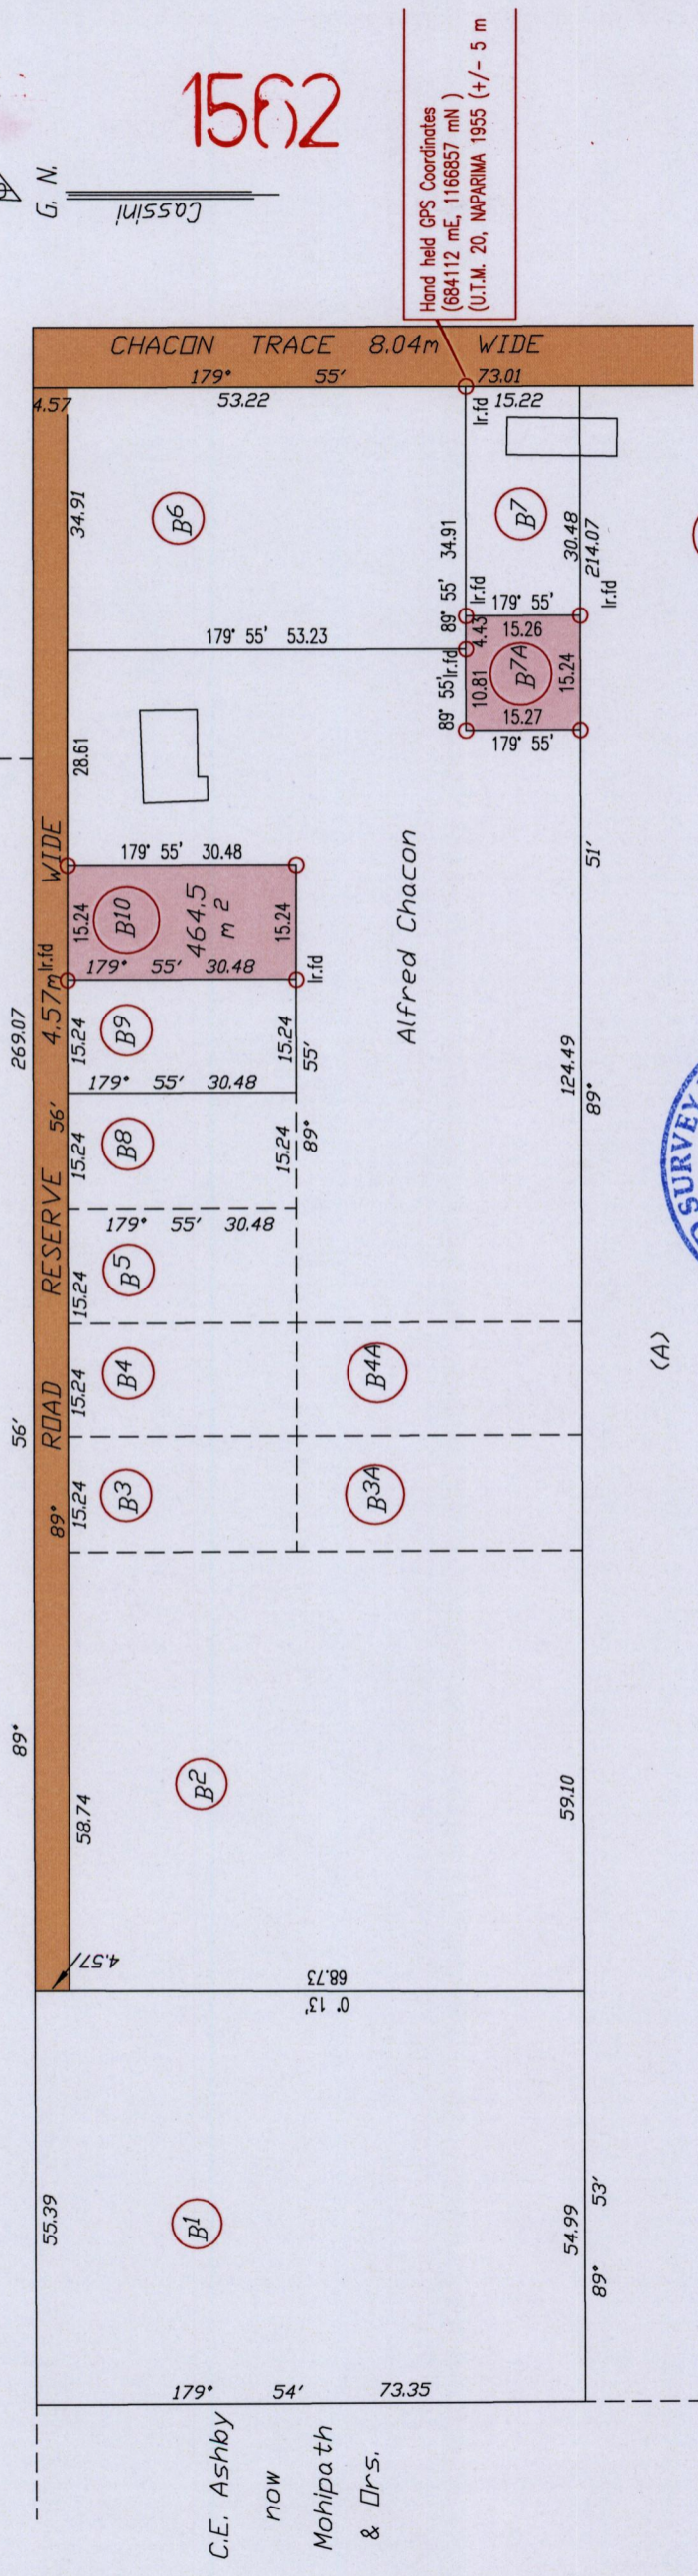 G. N.
Cassini
1562
Hand held GPS Coordinates
(684112 mE, 1166857 mN )
(U.T.M. 20, NAPARIMA 1955 (+/- 5 m
CHACON TRACE 8.04m WIDE
179° 55' 73.01
4.57 53.22 Ir.fd 15.22
34.91
B6
34.91
B7
30.48
214.07
Ir.fd
89° 55'
Ir.fd
179° 55'
15.26
4.43
179° 55' 53.23
89° 55' Ir.fd
10.81
B7A
15.24
15.27
179° 55'
28.61
179° 55' 30.48
15.24
B10
464.5
m 2
15.24
179° 55' 30.48
Ir.fd
Ir.fd
Alfred Chacon
51'
269.07
89° 56'
89° ROAD RESERVE 56' 4.57m WIDE
15.24
B9
15.24
55'
179° 55' 30.48
15.24
B8
15.24
89°
179° 55' 30.48
124.49
89°
15.24
B5
15.24
B4
B4A
15.24
B3
B3A
(A)
SURVEY
58.74
B2
59.10
4.57
68.73
0° 13'
55.39
B1
54.99
89° 53'
179° 54' 73.35
C.E. Ashby
now
Mohipath
& Ors.